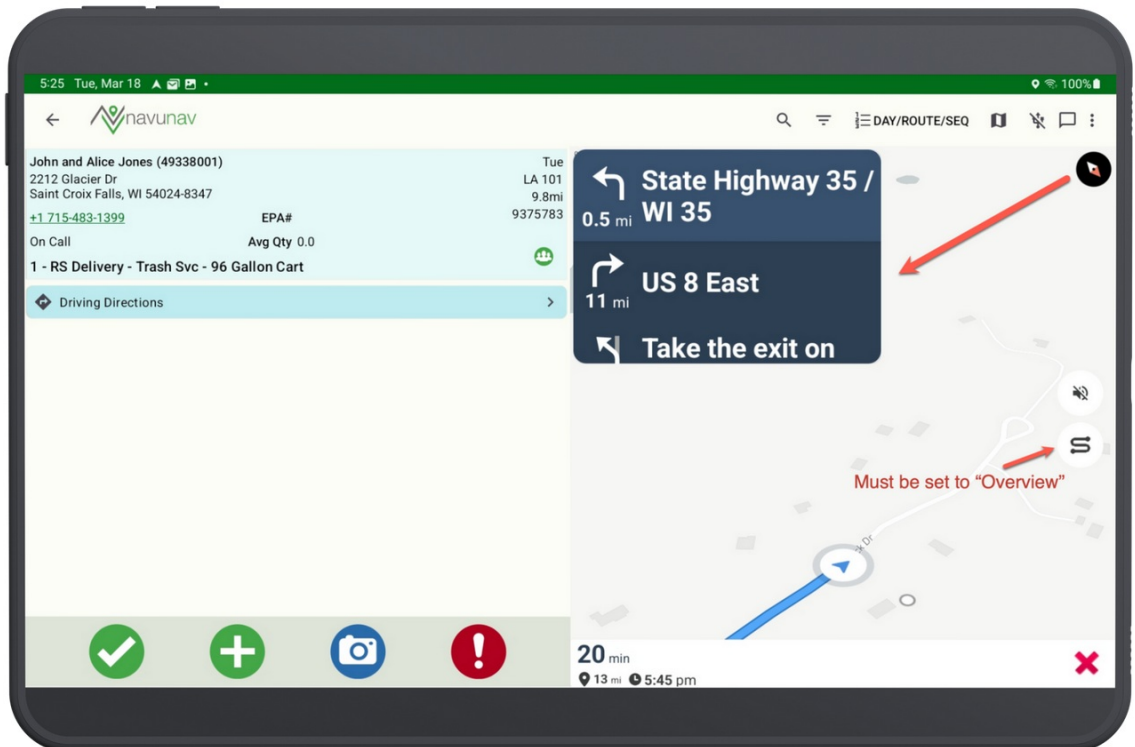 5:25 Tue, Mar 18
100%
navunav
DAY/ROUTE/SEQ
John and Alice Jones (49338001)
Tue
2212 Glacier Dr
LA 101
Saint Croix Falls, WI 54024-8347
9.8mi
+1 715-483-1399
EPA#
9375783
On Call
Avg Qty 0.0
1 - RS Delivery - Trash Svc - 96 Gallon Cart
Driving Directions
State Highway 35 /
0.5 mi WI 35
US 8 East
11 mi
Take the exit on
Must be set to “Overview”
Dr
20 min
13 mi 5:45 pm